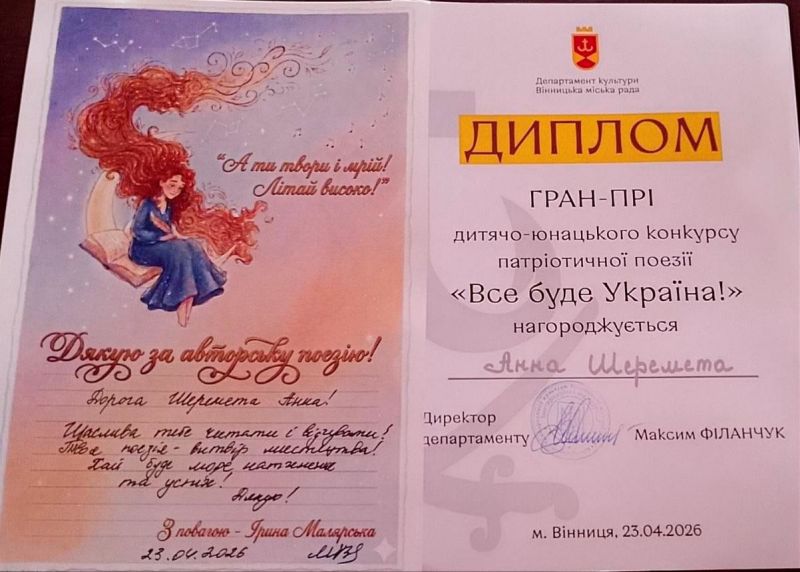 "А ти твори і мрій!
Літай високо!"
Дякую за авторську поезію!
Дорога Шеремета Анна!
Щаслива тебе читати і відчувати!
Твоя поезія - витвір мистецтва!
Хай буде море натхнення
та успіх!
Дякую!
З повагою - Ірина Малярська
23.04.2026
Департамент культури
Вінницька міська рада
ДИПЛОМ
ГРАН-ПРІ
дитячо-юнацького конкурсу
патріотичної поезії
«Все буде Україна!»
нагороджується
Анна Шеремета
Директор
департаменту Максим ФІЛАНЧУК
м. Вінниця, 23.04.2026